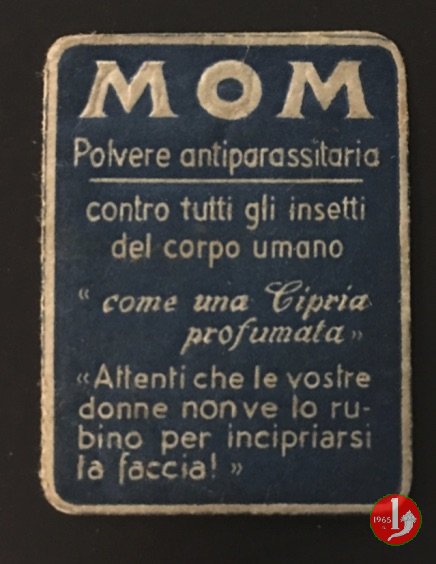 MOM
Polvere antiparassitaria
contro tutti gli insetti
del corpo umano
“ come una Cipria
profumata »
«Attenti che le vostre
donne non ve lo ru-
bino per incipriarsi
la faccia! »
1965